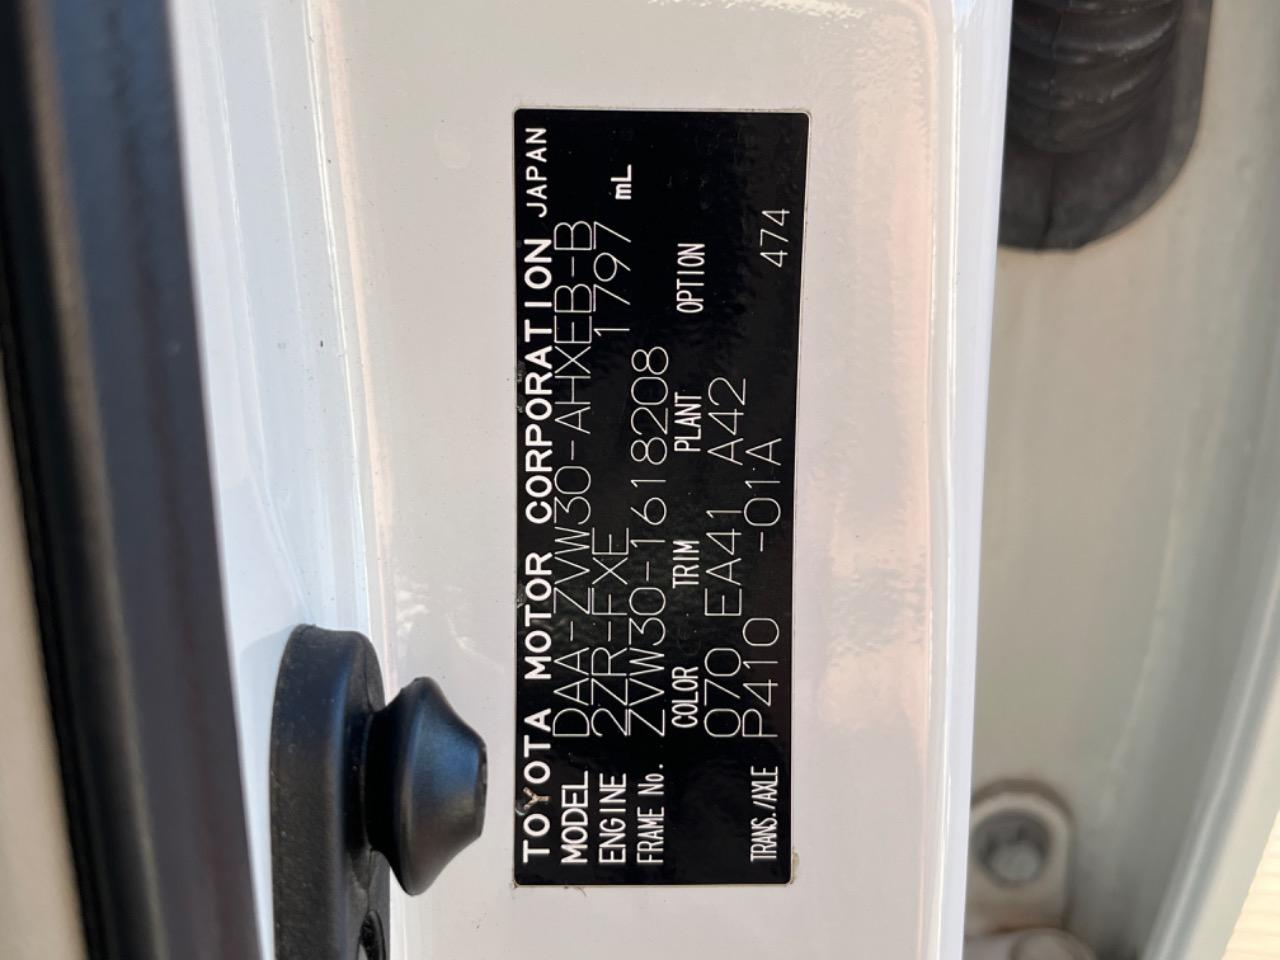 TOYOTA MOTOR CORPORATION JAPAN
MODEL DAA-ZVW30-AHXEB-B
ENGINE 2ZR-FXE 1797 mL
FRAME No. ZVW30-1618208
COLOR TRIM PLANT OPTION
070 EA41 A42
TRANS./AXLE P410 -01A 474